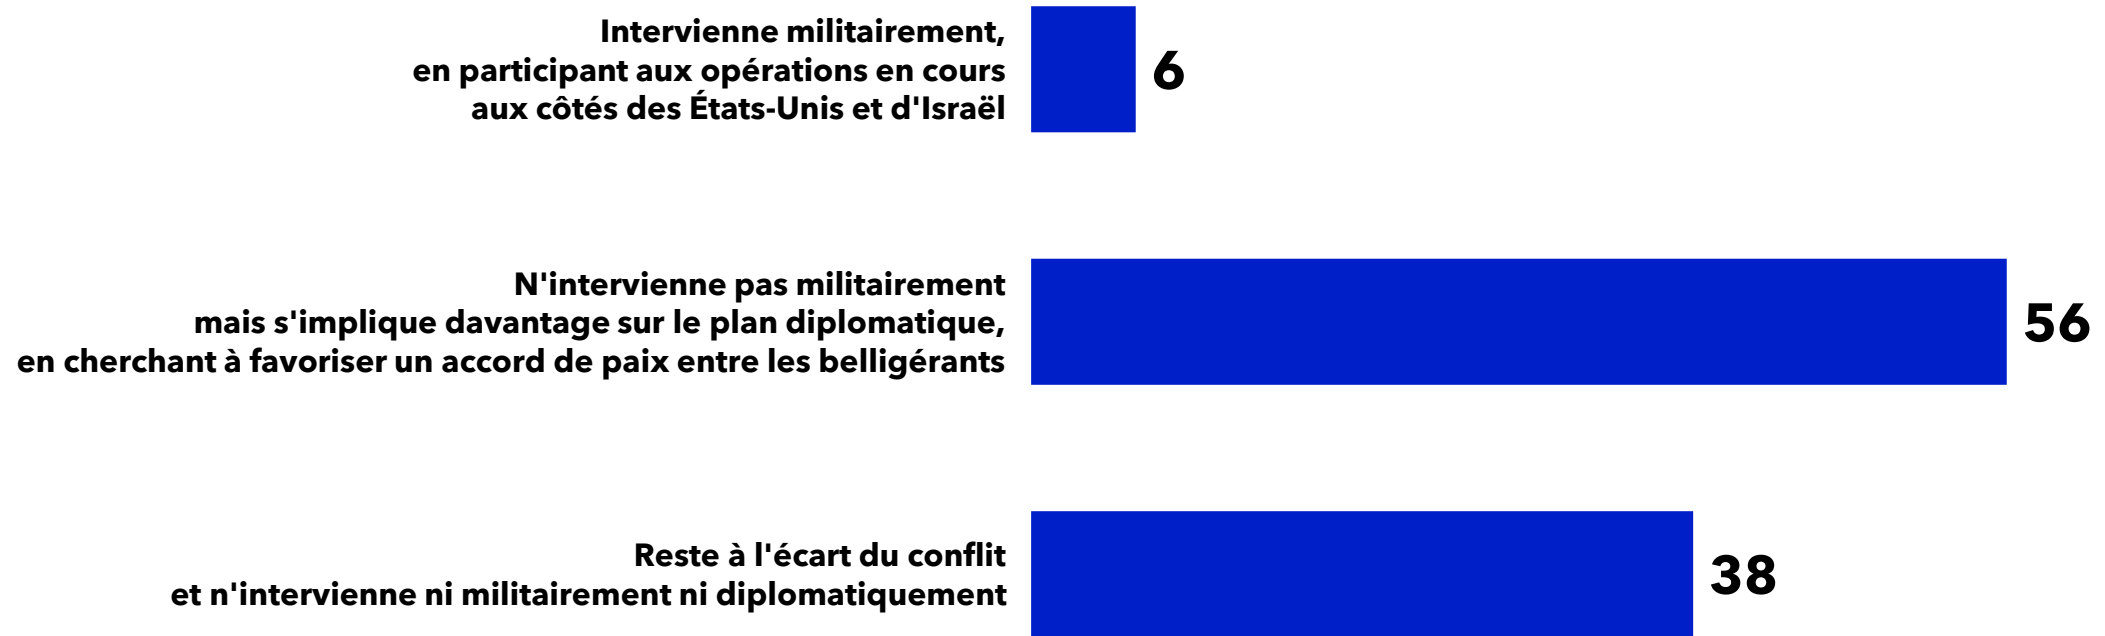 Intervienne militairement,
en participant aux opérations en cours
aux côtés des États-Unis et d'Israël
6
N'intervienne pas militairement
mais s'implique davantage sur le plan diplomatique,
en cherchant à favoriser un accord de paix entre les belligérants
56
Reste à l'écart du conflit
et n'intervienne ni militairement ni diplomatiquement
38